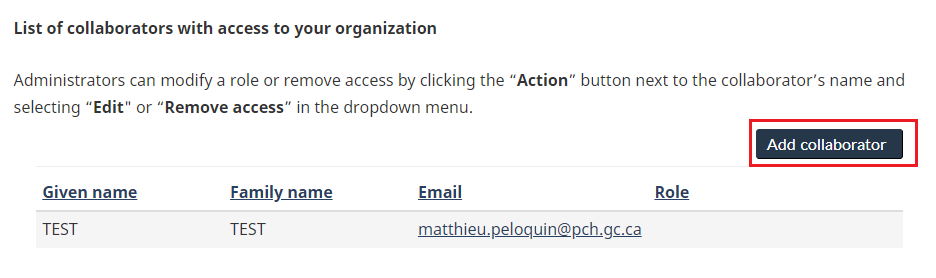 List of collaborators with access to your organization
Administrators can modify a role or remove access by clicking the “Action” button next to the collaborator’s name and
selecting “Edit" or “Remove access” in the dropdown menu.
Add collaborator
Given name Family name Email Role
TEST TEST matthieu.peloquin@pch.gc.ca